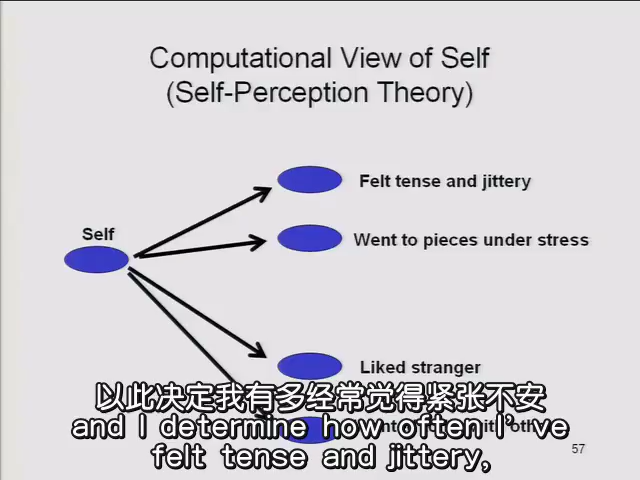 Computational View of Self
(Self-Perception Theory)
Felt tense and jittery
Self
Went to pieces under stress
Liked stranger
以此决定我有多经常觉得紧张不安
and I determine how often I've
felt tense and jittery,
57